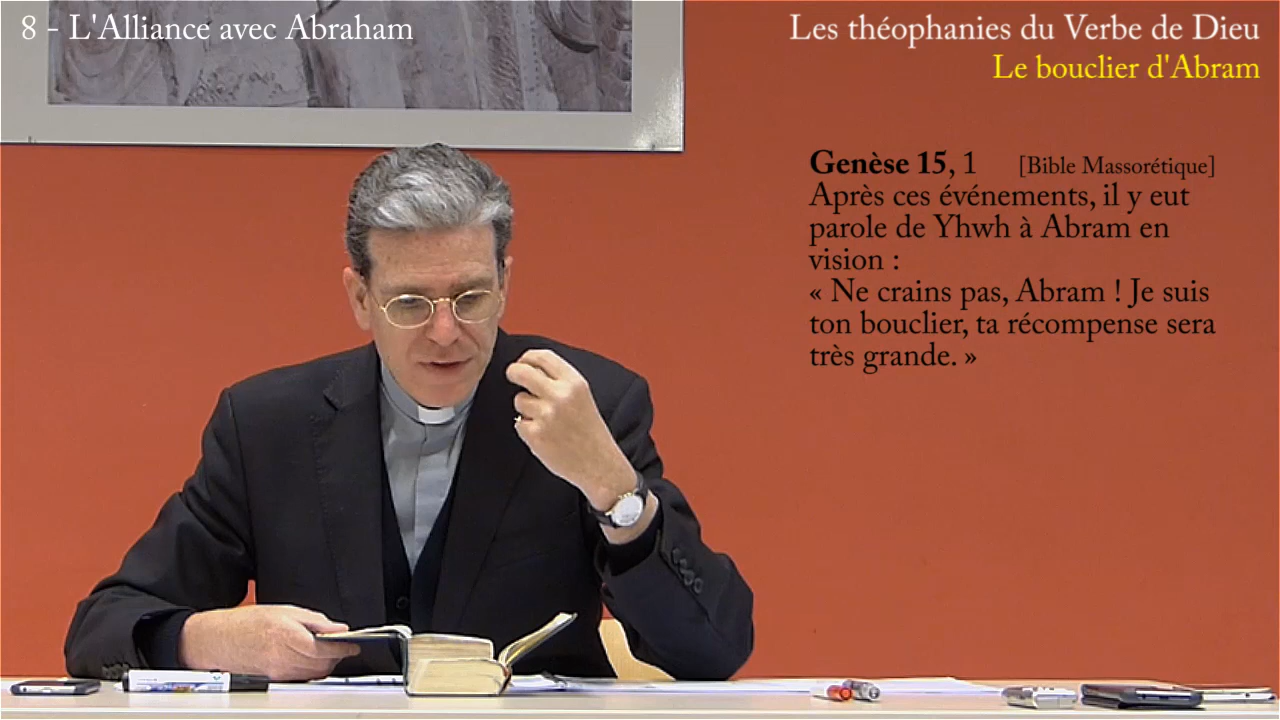 8 - L'Alliance avec Abraham
Les théophanies du Verbe de Dieu
Le bouclier d'Abram
Genèse 15, 1 [Bible Massorétique]
Après ces événements, il y eut
parole de Yhwh à Abram en
vision :
« Ne crains pas, Abram ! Je suis
ton bouclier, ta récompense sera
très grande. »